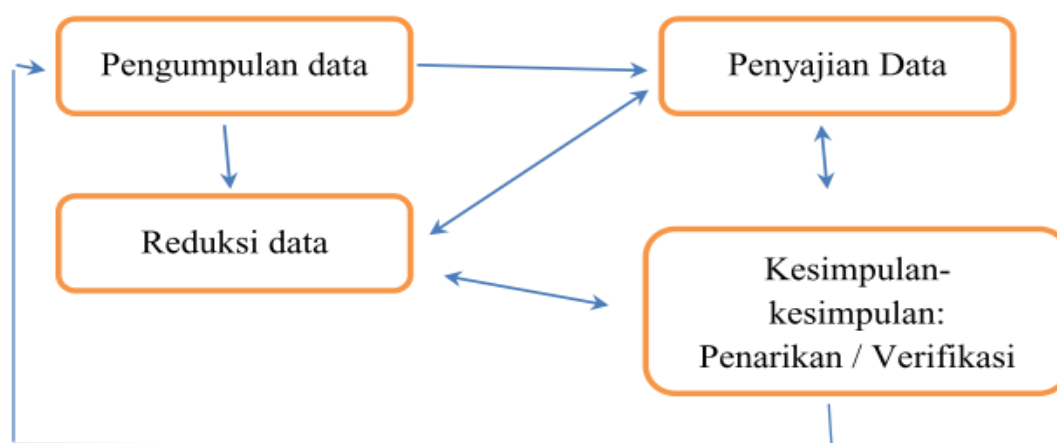 Pengumpulan data
Penyajian Data
Reduksi data
Kesimpulan-
kesimpulan:
Penarikan / Verifikasi